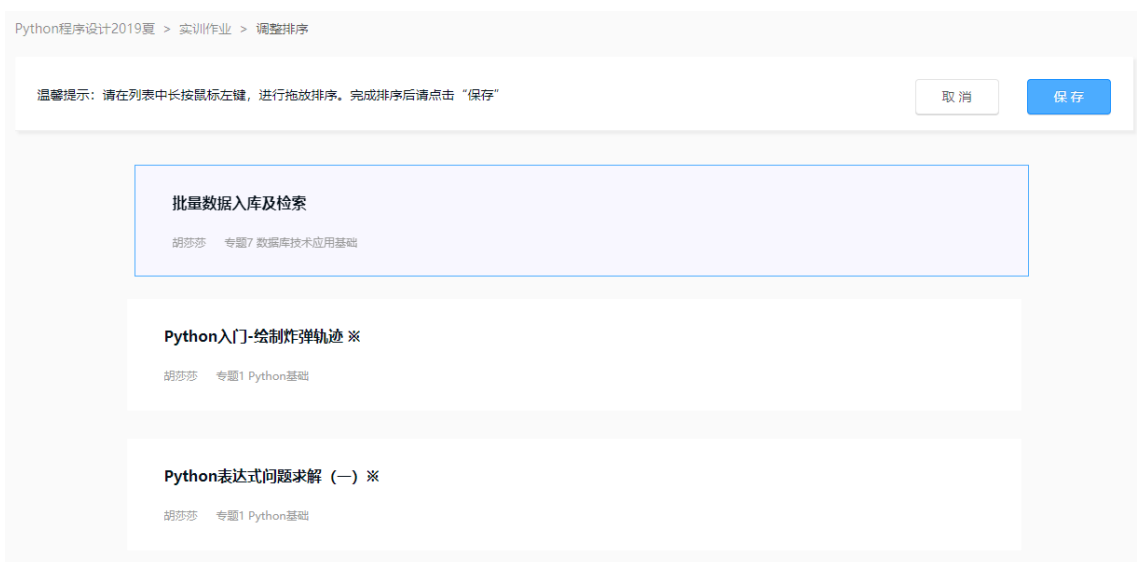 Python程序设计2019夏 > 实训作业 > 调整排序
温馨提示：请在列表中长按鼠标左键，进行拖放排序。完成排序后请点击“保存”
取消
保存
批量数据入库及检索
胡莎莎 专题7 数据库技术应用基础
Python入门-绘制炸弹轨迹 ※
胡莎莎 专题1 Python基础
Python表达式问题求解（一）※
胡莎莎 专题1 Python基础